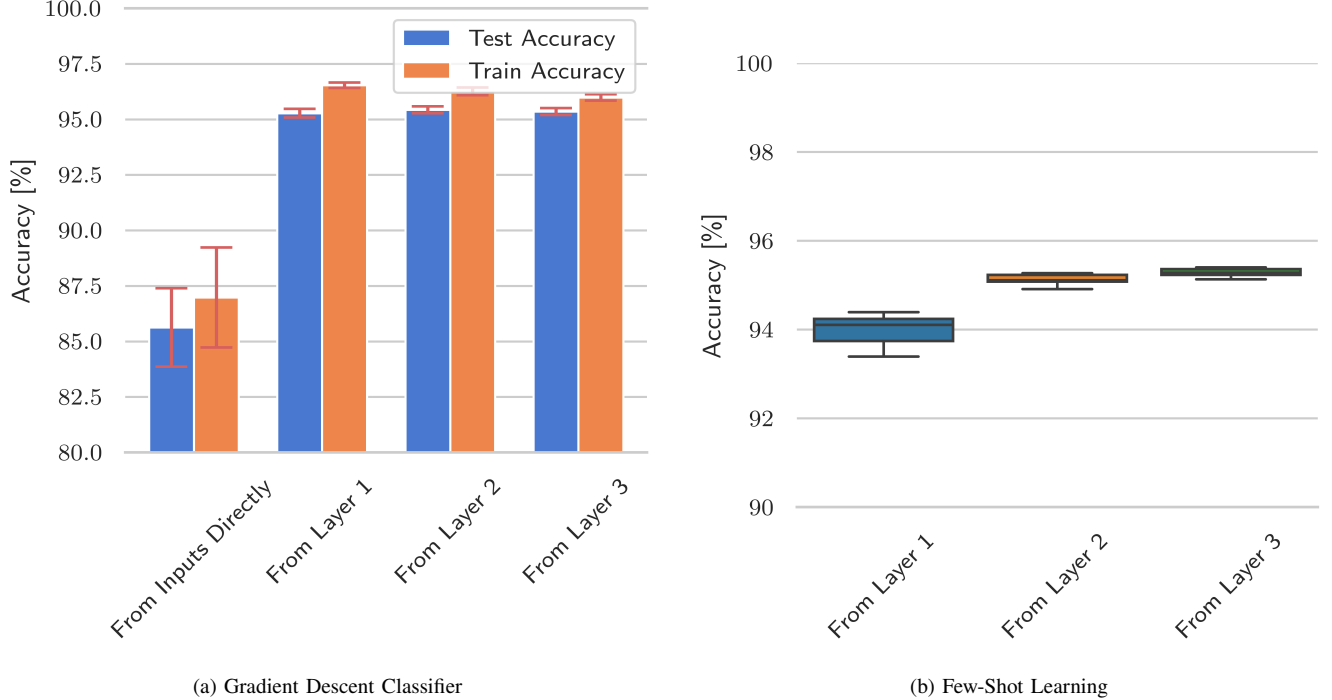 100.0
97.5
95.0
92.5
90.0
87.5
85.0
82.5
80.0
Accuracy [%]
Test Accuracy
Train Accuracy
From Inputs Directly
From Layer 1
From Layer 2
From Layer 3
(a) Gradient Descent Classifier
100
98
96
94
92
90
Accuracy [%]
From Layer 1
From Layer 2
From Layer 3
(b) Few-Shot Learning